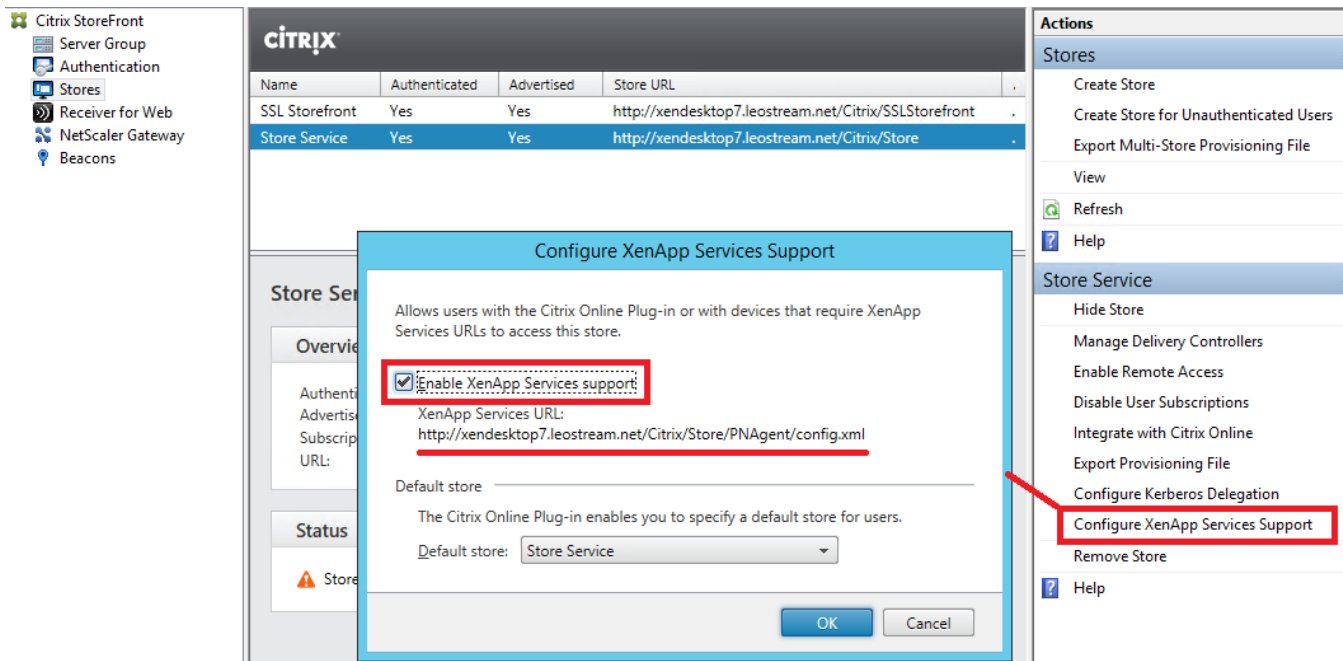 Citrix StoreFront
Server Group
Authentication
Stores
Receiver for Web
NetScaler Gateway
Beacons
CITRIX
Name Authenticated Advertised Store URL
SSL Storefront Yes Yes http://xendesktop7.leostream.net/Citrix/SSLStorefront
Store Service Yes Yes http://xendesktop7.leostream.net/Citrix/Store
Store Ser
Overvie
Authenti
Advertise
Subscrip
URL:
Status
Store
Configure XenApp Services Support
Allows users with the Citrix Online Plug-in or with devices that require XenApp
Services URLs to access this store.
Enable XenApp Services support
XenApp Services URL:
http://xendesktop7.leostream.net/Citrix/Store/PNAgent/config.xml
Default store
The Citrix Online Plug-in enables you to specify a default store for users.
Default store: Store Service
OK Cancel
Actions
Stores
Create Store
Create Store for Unauthenticated Users
Export Multi-Store Provisioning File
View
Refresh
Help
Store Service
Hide Store
Manage Delivery Controllers
Enable Remote Access
Disable User Subscriptions
Integrate with Citrix Online
Export Provisioning File
Configure Kerberos Delegation
Configure XenApp Services Support
Remove Store
Help